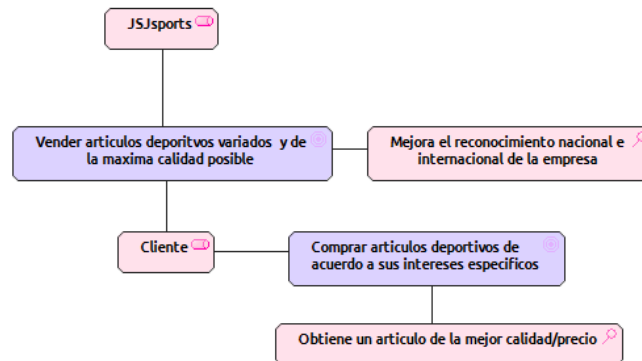 JSJsports
Vender articulos deporitvos variados y de
la maxima calidad posible
Mejora el reconocimiento nacional e
internacional de la empresa
Cliente
Comprar articulos deportivos de
acuerdo a sus intereses especificos
Obtiene un articulo de la mejor calidad/precio